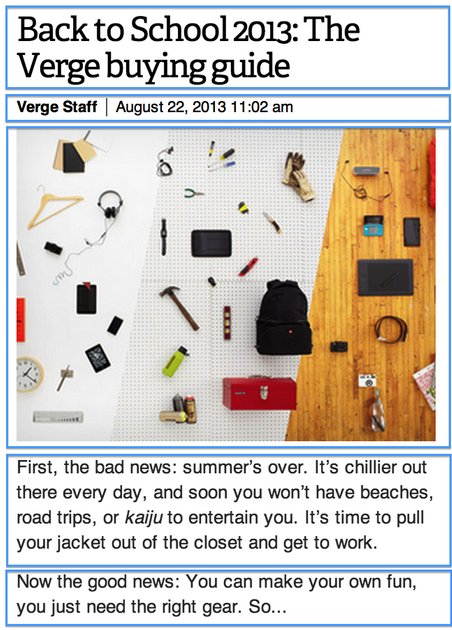 Back to School 2013: The
Verge buying guide
Verge Staff | August 22, 2013 11:02 am
First, the bad news: summer’s over. It’s chillier out
there every day, and soon you won’t have beaches,
road trips, or kaiju to entertain you. It’s time to pull
your jacket out of the closet and get to work.
Now the good news: You can make your own fun,
you just need the right gear. So...